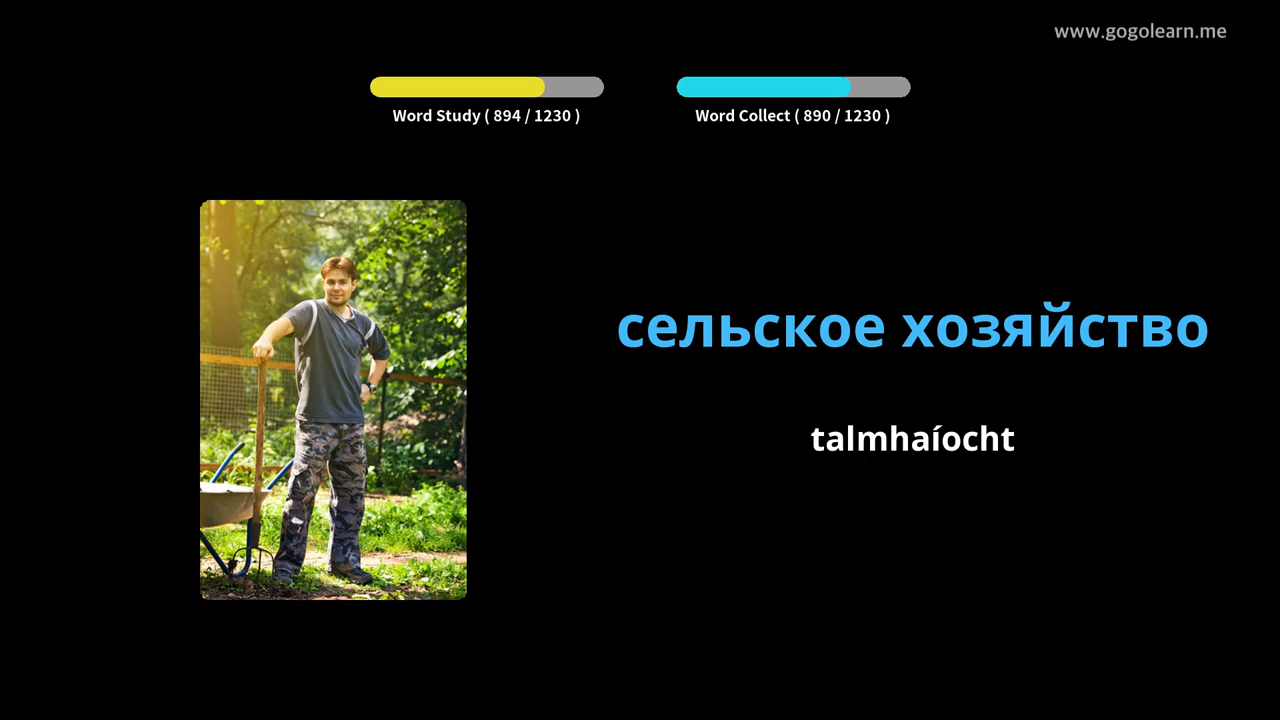 www.gogolearn.me
Word Study ( 894 / 1230 )
Word Collect ( 890 / 1230 )
сельское хозяйство
talmhaíocht